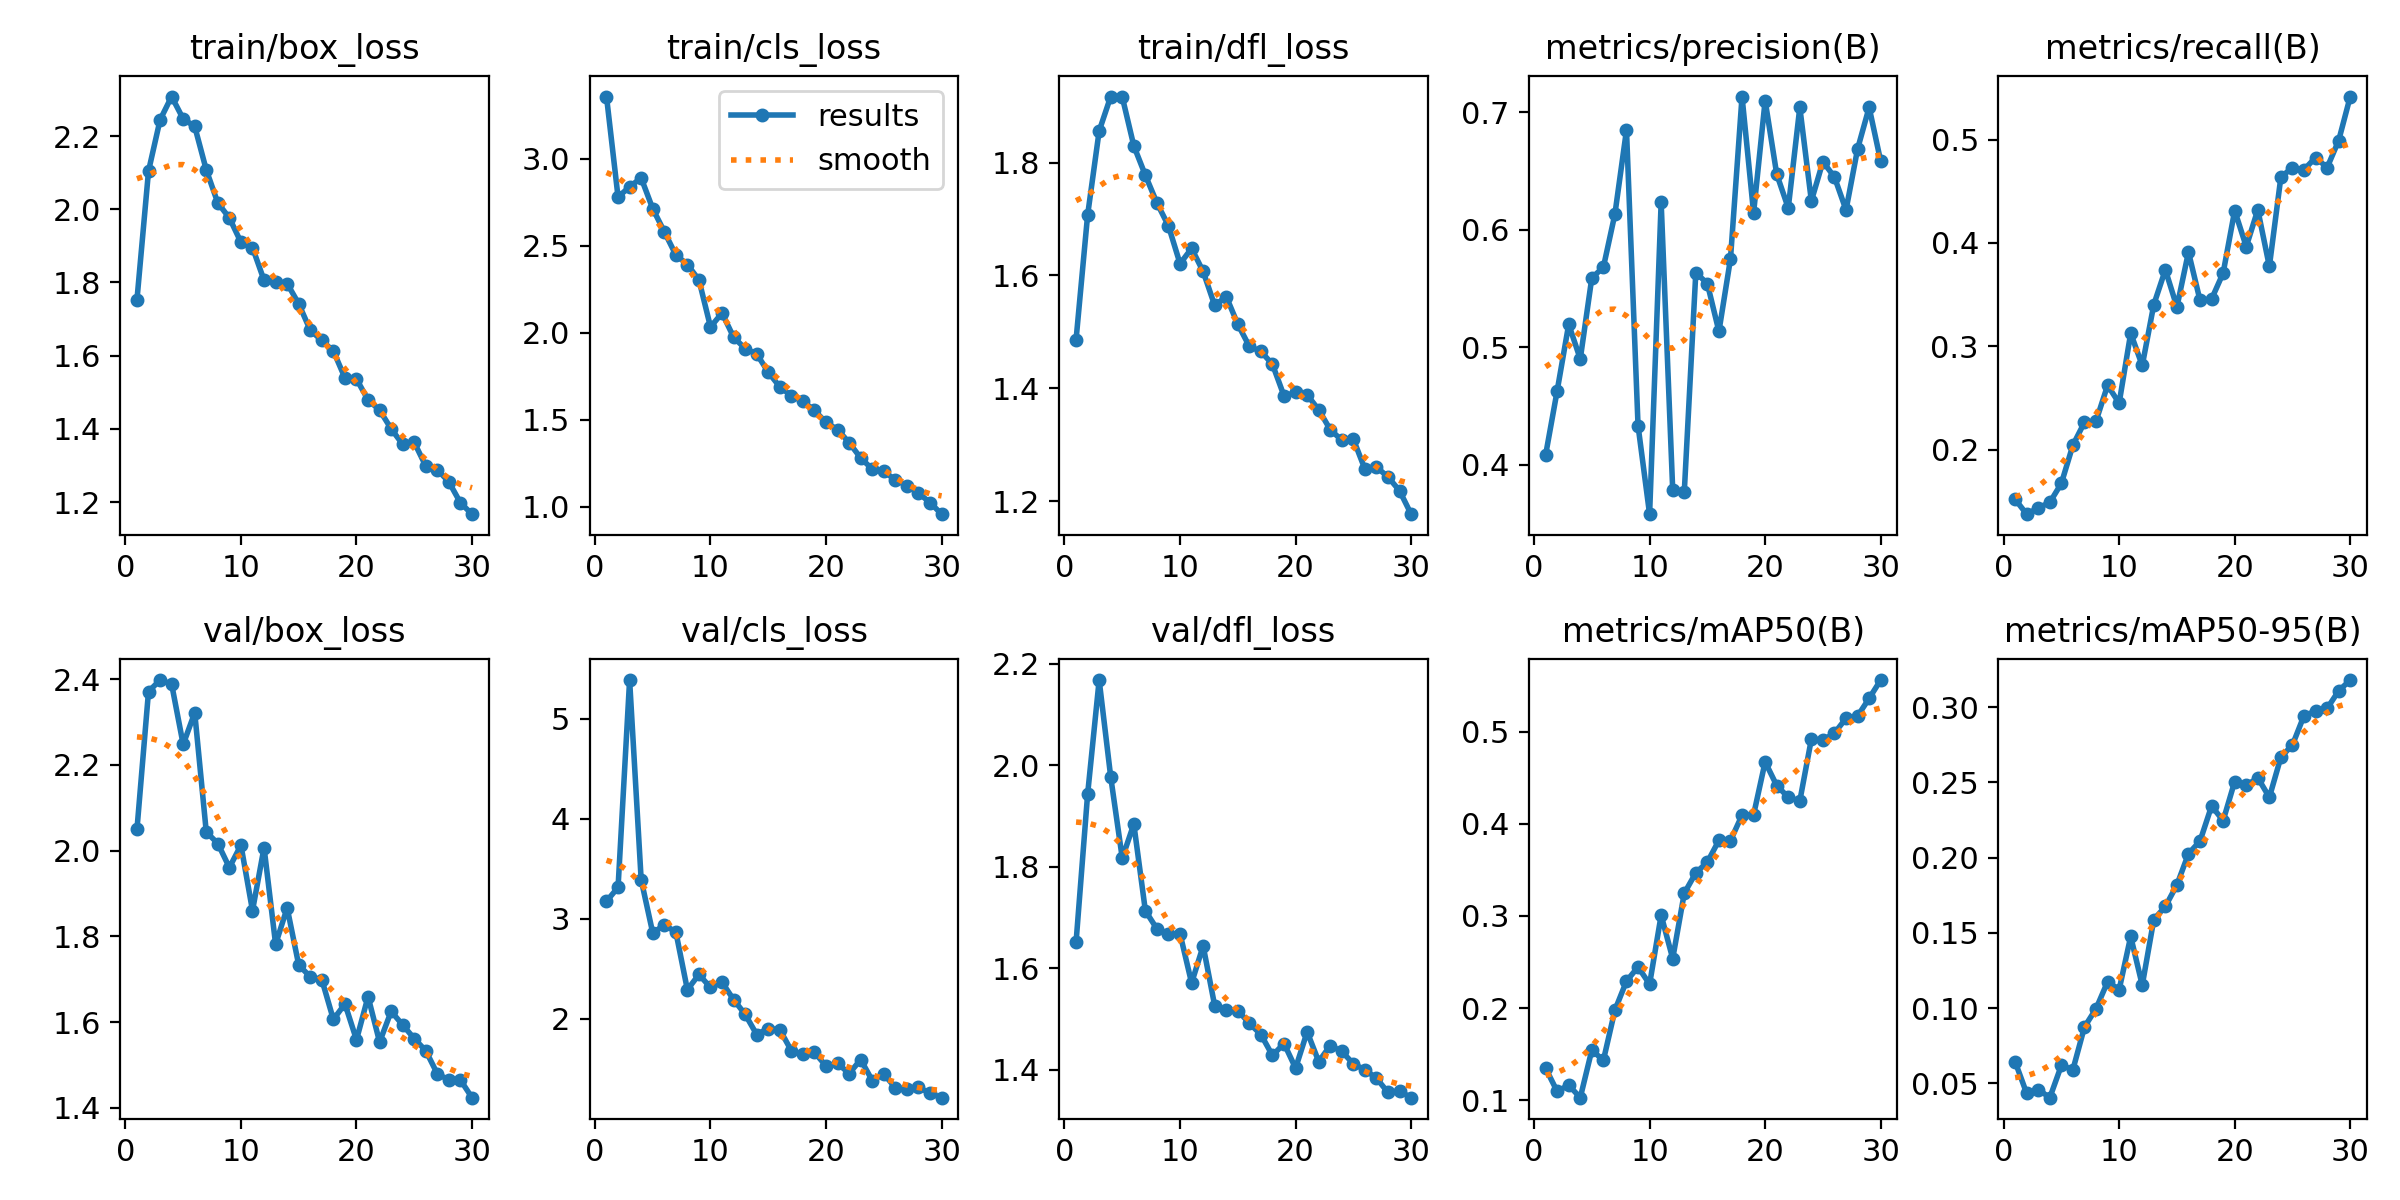 train/box_loss
2.2
2.0
1.8
1.6
1.4
1.2
0 10 20 30
train/cls_loss
results
smooth
3.0
2.5
2.0
1.5
1.0
0 10 20 30
train/dfl_loss
1.8
1.6
1.4
1.2
0 10 20 30
metrics/precision(B)
0.7
0.6
0.5
0.4
0 10 20 30
metrics/recall(B)
0.5
0.4
0.3
0.2
0 10 20 30
val/box_loss
2.4
2.2
2.0
1.8
1.6
1.4
0 10 20 30
val/cls_loss
5
4
3
2
0 10 20 30
val/dfl_loss
2.2
2.0
1.8
1.6
1.4
0 10 20 30
metrics/mAP50(B)
0.5
0.4
0.3
0.2
0.1
0 10 20 30
metrics/mAP50-95(B)
0.30
0.25
0.20
0.15
0.10
0.05
0 10 20 30